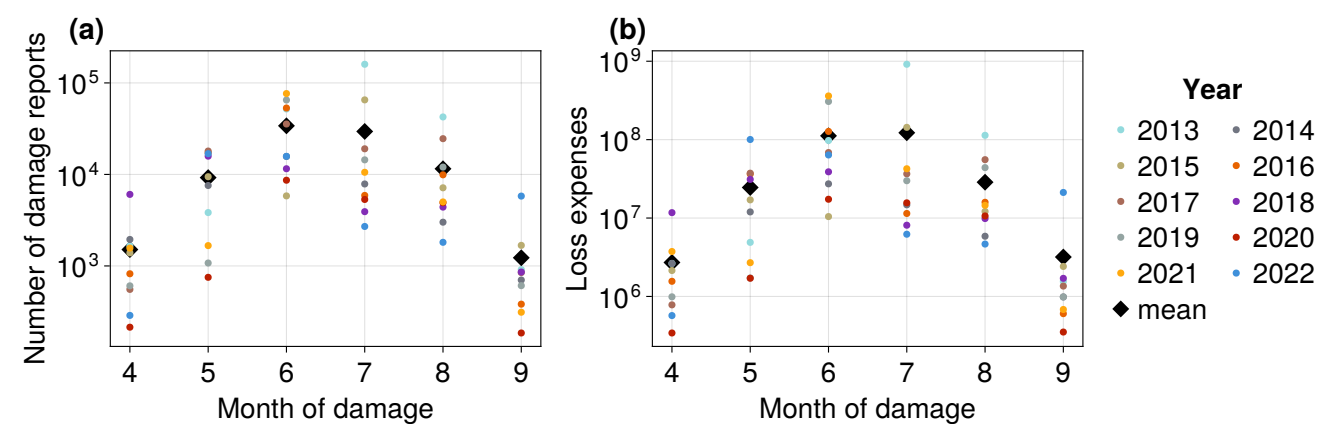 (a)
Number of damage reports
10^5
10^4
10^3
4 5 6 7 8 9
Month of damage
(b)
Loss expenses
10^9
10^8
10^7
10^6
4 5 6 7 8 9
Month of damage
Year
2013 2014
2015 2016
2017 2018
2019 2020
2021 2022
mean